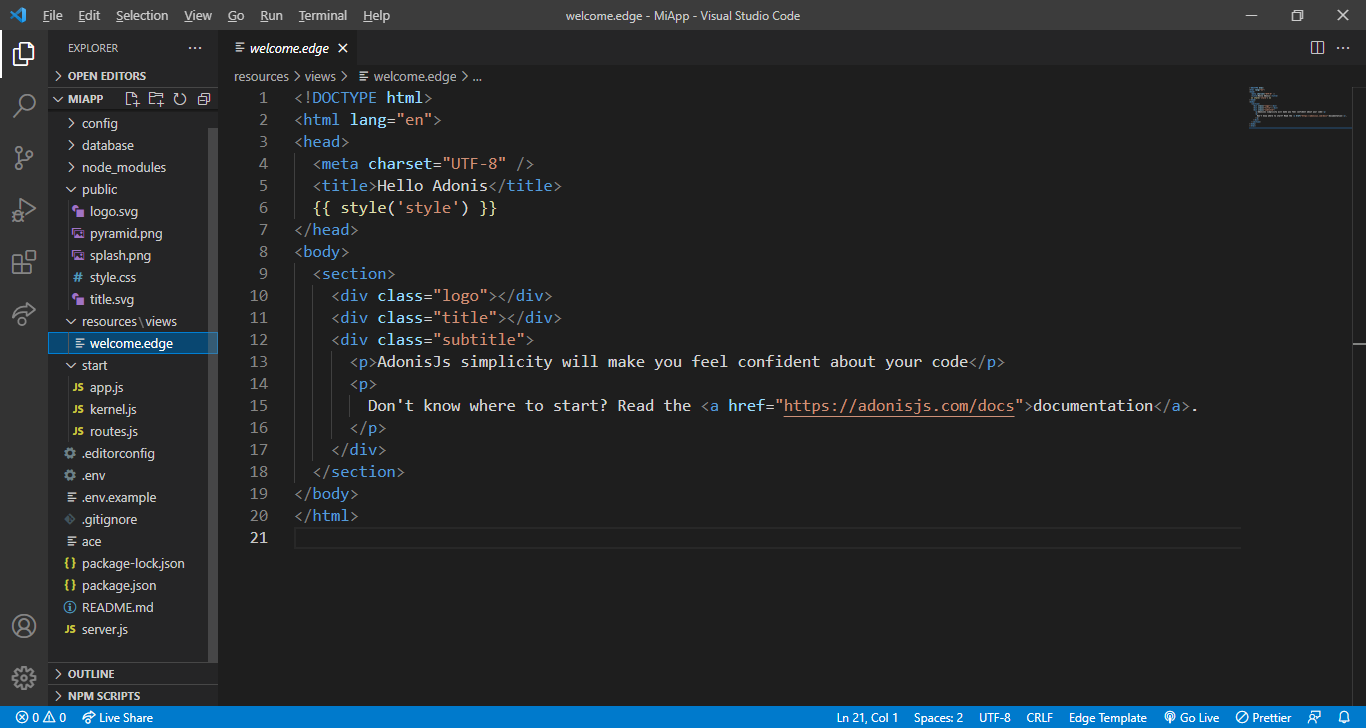 File Edit Selection View Go Run Terminal Help
welcome.edge - MiApp - Visual Studio Code
EXPLORER
OPEN EDITORS
MIAPP
config
database
node_modules
public
logo.svg
pyramid.png
splash.png
# style.css
title.svg
resources\views
welcome.edge
start
JS app.js
JS kernel.js
JS routes.js
.editorconfig
.env
.env.example
.gitignore
ace
{} package-lock.json
{} package.json
README.md
JS server.js
OUTLINE
NPM SCRIPTS
welcome.edge
resources > views > welcome.edge > ...
1 <!DOCTYPE html>
2 <html lang="en">
3 <head>
4 <meta charset="UTF-8" />
5 <title>Hello Adonis</title>
6 {{ style('style') }}
7 </head>
8 <body>
9 <section>
10 <div class="logo"></div>
11 <div class="title"></div>
12 <div class="subtitle">
13 <p>AdonisJs simplicity will make you feel confident about your code</p>
14 <p>
15 Don't know where to start? Read the <a href="https://adonisjs.com/docs">documentation</a>.
16 </p>
17 </div>
18 </section>
19 </body>
20 </html>
21
0 0 Live Share
Ln 21, Col 1 Spaces: 2 UTF-8 CRLF Edge Template Go Live Prettier